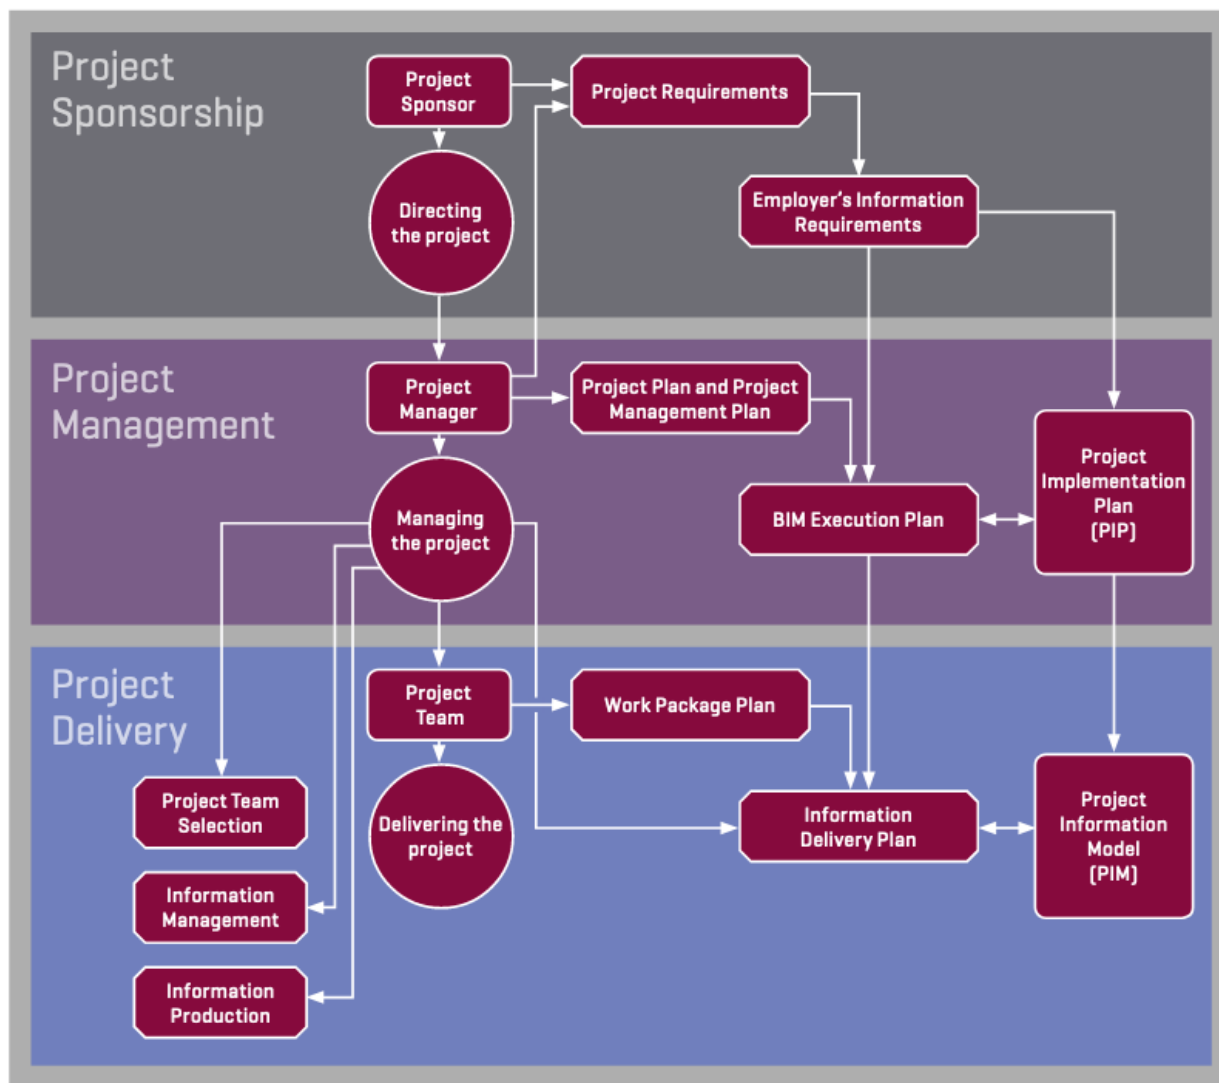 Project
Sponsorship
Project
Sponsor
Project Requirements
Directing
the project
Employer's Information
Requirements
Project
Management
Project
Manager
Project Plan and Project
Management Plan
Managing
the project
BIM Execution Plan
Project
Implementation
Plan
(PIP)
Project
Delivery
Project
Team
Work Package Plan
Project Team
Selection
Delivering the
project
Information
Delivery Plan
Project
Information
Model
(PIM)
Information
Management
Information
Production